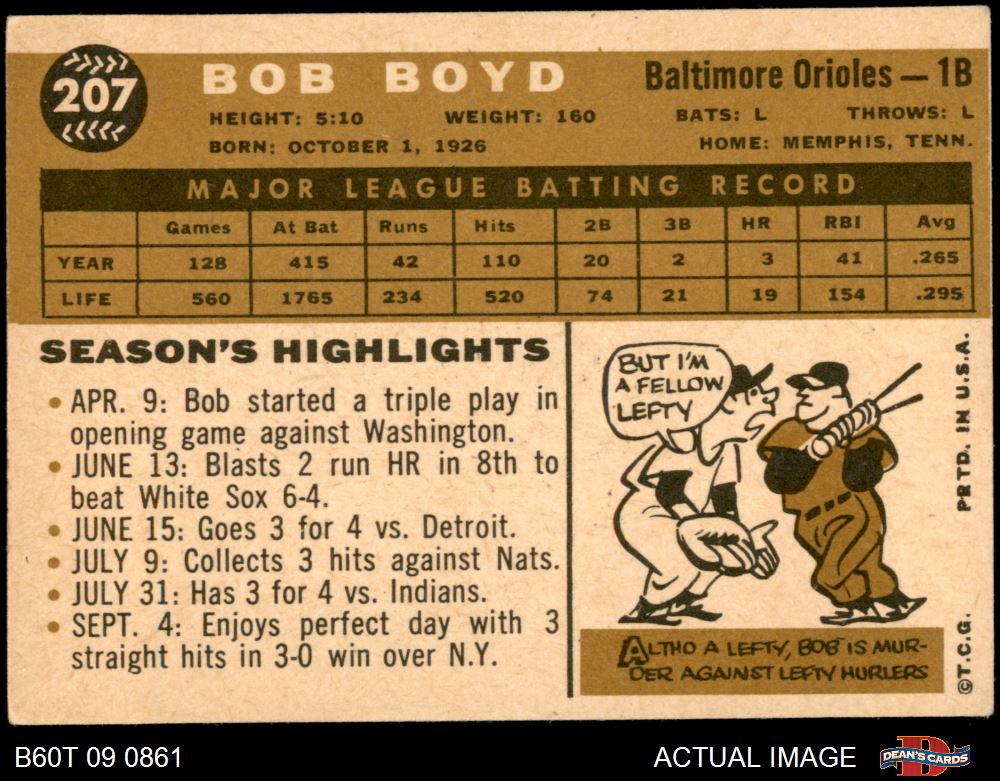 207
BOB BOYD
Baltimore Orioles — 1B
HEIGHT: 5:10 WEIGHT: 160 BATS: L THROWS: L
BORN: OCTOBER 1, 1926 HOME: MEMPHIS, TENN.
MAJOR LEAGUE BATTING RECORD
Games At Bat Runs Hits 2B 3B HR RBI Avg
YEAR 128 415 42 110 20 2 3 41 .265
LIFE 560 1765 234 520 74 21 19 154 .295
SEASON'S HIGHLIGHTS
• APR. 9: Bob started a triple play in
opening game against Washington.
• JUNE 13: Blasts 2 run HR in 8th to
beat White Sox 6-4.
• JUNE 15: Goes 3 for 4 vs. Detroit.
• JULY 9: Collects 3 hits against Nats.
• JULY 31: Has 3 for 4 vs. Indians.
• SEPT. 4: Enjoys perfect day with 3
straight hits in 3-0 win over N.Y.
BUT I'M
A FELLOW
LEFTY
ALTHO A LEFTY, BOB IS MUR-
DER AGAINST LEFTY HURLERS
PRTD. IN U.S.A.
©T.C.G.
B60T 09 0861
ACTUAL IMAGE
DEAN'S CARDS